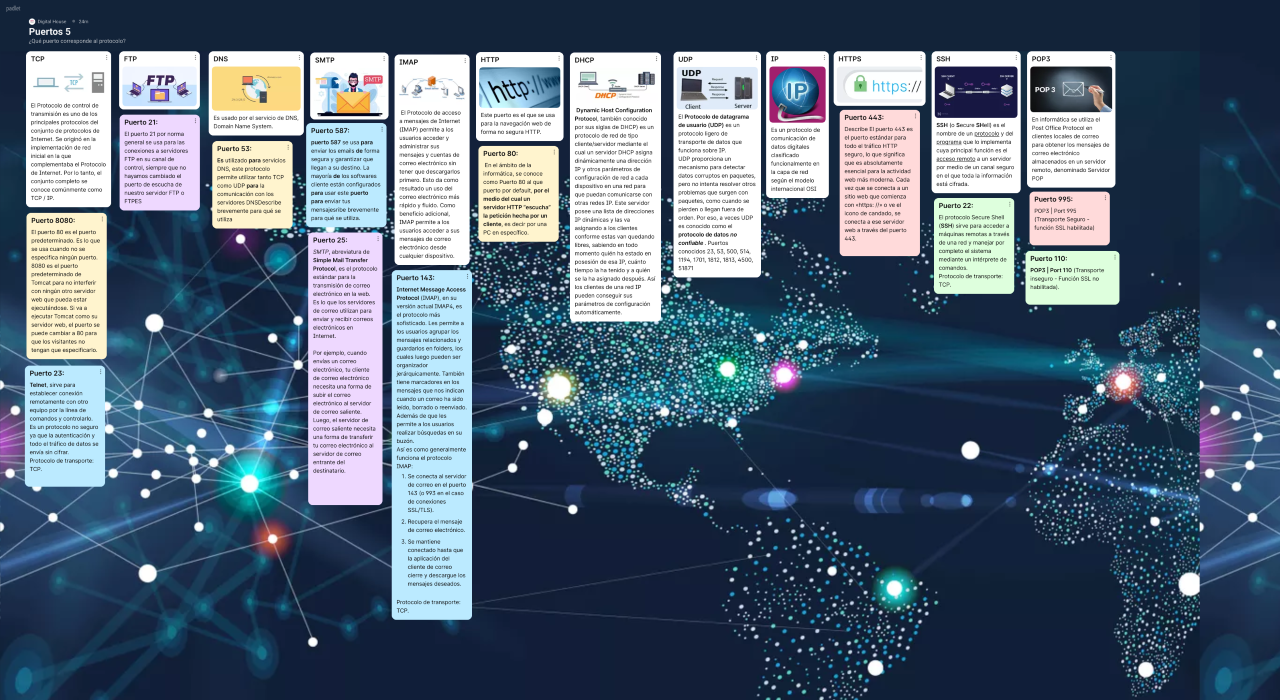 padlet
Digital House • 24m
Puertos 5
¿Qué puerto corresponde al protocolo?
TCP
TCP
El Protocolo de control de
transmisión es uno de los
principales protocolos del
conjunto de protocolos de
Internet. Se originó en la
implementación de red
inicial en la que
complementaba el Protocolo
de Internet. Por lo tanto, el
conjunto completo se
conoce comúnmente como
TCP / IP.
Puerto 8080:
El puerto 80 es el puerto
predeterminado. Es lo que
se usa cuando no se
especifica ningún puerto.
8080 es el puerto
predeterminado de
Tomcat para no interferir
con ningún otro servidor
web que pueda estar
ejecutándose. Si va a
ejecutar Tomcat como su
servidor web, el puerto se
puede cambiar a 80 para
que los visitantes no
tengan que especificarlo.
Puerto 23:
Telnet, sirve para
establecer conexión
remotamente con otro
equipo por la línea de
comandos y controlarlo.
Es un protocolo no seguro
ya que la autenticación y
todo el tráfico de datos se
envía sin cifrar.
Protocolo de transporte:
TCP.
FTP
FTP
Puerto 21:
El puerto 21 por norma
general se usa para las
conexiones a servidores
FTP en su canal de
control, siempre que no
hayamos cambiado el
puerto de escucha de
nuestro servidor FTP o
FTPES
DNS
Es usado por el servicio de DNS,
Domain Name System.
Puerto 53:
Es utilizado para servicios
DNS, este protocolo
permite utilizar tanto TCP
como UDP para la
comunicación con los
servidores DNSDescribe
brevemente para qué se
utiliza
SMTP
SMTP
Puerto 587:
puerto 587 se usa para
enviar los emails de forma
segura y garantizar que
llegan a su destino. La
mayoría de los software
cliente están configurados
para usar este puerto
para enviar tus
mensajesribe brevemente
para qué se utiliza.
Puerto 25:
SMTP, abreviatura de
Simple Mail Transfer
Protocol, es el protocolo
estándar para la
transmisión de correo
electrónico en la web.
Es lo que los servidores
de correo utilizan para
enviar y recibir correos
electrónicos en
Internet.
Por ejemplo, cuando
envías un correo
electrónico, tu cliente
de correo electrónico
necesita una forma de
subir el correo
electrónico al servidor
de correo saliente.
Luego, el servidor de
correo saliente necesita
una forma de transferir
tu correo electrónico al
servidor de correo
entrante del
destinatario.
IMAP
El Protocolo de acceso
a mensajes de Internet
(IMAP) permite a los
usuarios acceder y
administrar sus
mensajes y cuentas de
correo electrónico sin
tener que descargarlos
primero. Esto da como
resultado un uso del
correo electrónico más
rápido y fluido. Como
beneficio adicional,
IMAP permite a los
usuarios acceder a sus
mensajes de correo
electrónico desde
cualquier dispositivo.
Puerto 143:
Internet Message Access
Protocol (IMAP), en su
versión actual IMAP4, es
el protocolo más
sofisticado. Les permite a
los usuarios agrupar los
mensajes relacionados y
guardarlos en folders, los
cuales luego pueden ser
organizador
jerárquicamente. También
tiene marcadores en los
mensajes que nos indican
cuando un correo ha sido
leído, borrado o reenviado.
Además de que les
permite a los usuarios
realizar búsquedas en su
buzón.
Así es como generalmente
funciona el protocolo
IMAP:
1. Se conecta al servidor
de correo en el puerto
143 (o 993 en el caso
de conexiones
SSL/TLS).
2. Recupera el mensaje
de correo electrónico.
3. Se mantiene
conectado hasta que
la aplicación del
cliente de correo
cierre y descargue los
mensajes deseados.
Protocolo de transporte:
TCP.
HTTP
http://www
Este puerto es el que se usa
para la navegación web de
forma no segura HTTP.
Puerto 80:
En el ámbito de la
informática, se conoce
como Puerto 80 al puerto
que por default, por el
medio del cual un
servidor HTTP "escucha"
la petición hecha por un
cliente, es decir por una
PC en específico.
DHCP
DHCP
Dynamic Host Configuration
Protocol, también conocido
por sus siglas de DHCP) es un
protocolo de red de tipo
cliente/servidor mediante el
cual un servidor DHCP asigna
dinámicamente una dirección
IP y otros parámetros de
configuración de red a cada
dispositivo en una red para
que puedan comunicarse con
otras redes IP. Este servidor
posee una lista de direcciones
IP dinámicas y las va
asignando a los clientes
conforme estas van quedando
libres, sabiendo en todo
momento quién ha estado en
posesión de esa IP, cuánto
tiempo la ha tenido y a quién
se la ha asignado después. Así
los clientes de una red IP
pueden conseguir sus
parámetros de configuración
automáticamente.
UDP
UDP
Client
Server
El Protocolo de datagrama
de usuario (UDP) es un
protocolo ligero de
transporte de datos que
funciona sobre IP.
UDP proporciona un
mecanismo para detectar
datos corruptos en paquetes,
pero no intenta resolver otros
problemas que surgen con
paquetes, como cuando se
pierden o llegan fuera de
orden. Por eso, a veces UDP
es conocido como el
protocolo de datos no
confiable . Puertos
conocidos 23, 53, 500, 514,
1194, 1701, 1812, 1813, 4500,
51871
IP
IP
Es un protocolo de
comunicación de datos
digitales clasificado
funcionalmente en
la capa de red
según el modelo
internacional OSI
HTTPS
https://
Puerto 443:
Describe El puerto 443 es
el puerto estándar para
todo el tráfico HTTP
seguro, lo que significa
que es absolutamente
esencial para la actividad
web más moderna. Cada
vez que se conecta a un
sitio web que comienza
con «https: //» o ve el
icono de candado, se
conecta a ese servidor
web a través del puerto
443.
SSH
SSH (o Secure SHell) es el
nombre de un protocolo y del
programa que lo implementa
cuya principal función es el
acceso remoto a un servidor
por medio de un canal seguro
en el que toda la información
está cifrada.
Puerto 22:
El protocolo Secure Shell
(SSH) sirve para acceder a
máquinas remotas a través
de una red y manejar por
completo el sistema
mediante un intérprete de
comandos.
Protocolo de transporte:
TCP.
POP3
POP 3
En informática se utiliza el
Post Office Protocol en
clientes locales de correo
para obtener los mensajes de
correo electrónico
almacenados en un servidor
remoto, denominado Servidor
POP
Puerto 995:
POP3 | Port 995
(Transporte Seguro -
función SSL habilitada)
Puerto 110:
POP3 | Port 110 (Transporte
inseguro - Función SSL no
habilitada).